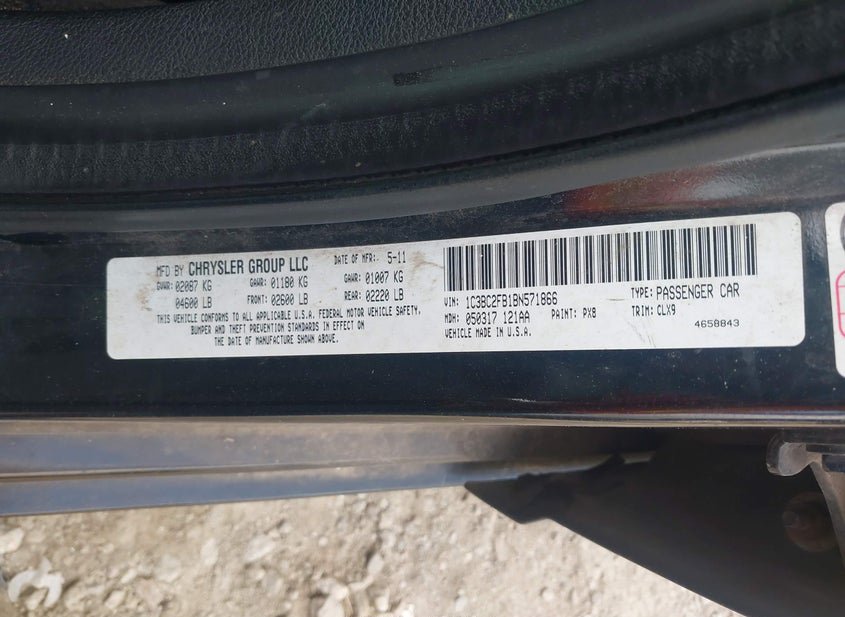 MFD BY CHRYSLER GROUP LLC DATE OF MFR: 5-11
GVWR: 02087 KG GAWR: 01180 KG GAWR: 01007 KG
04600 LB FRONT: 02600 LB REAR: 02220 LB
THIS VEHICLE CONFORMS TO ALL APPLICABLE U.S.A. FEDERAL MOTOR VEHICLE SAFETY,
BUMPER AND THEFT PREVENTION STANDARDS IN EFFECT ON
THE DATE OF MANUFACTURE SHOWN ABOVE.
VIN: 1C3BC2FB1BN571866 TYPE: PASSENGER CAR
MDH: 050317 121AA PAINT: PX8 TRIM: CLX9
VEHICLE MADE IN U.S.A. 4658843